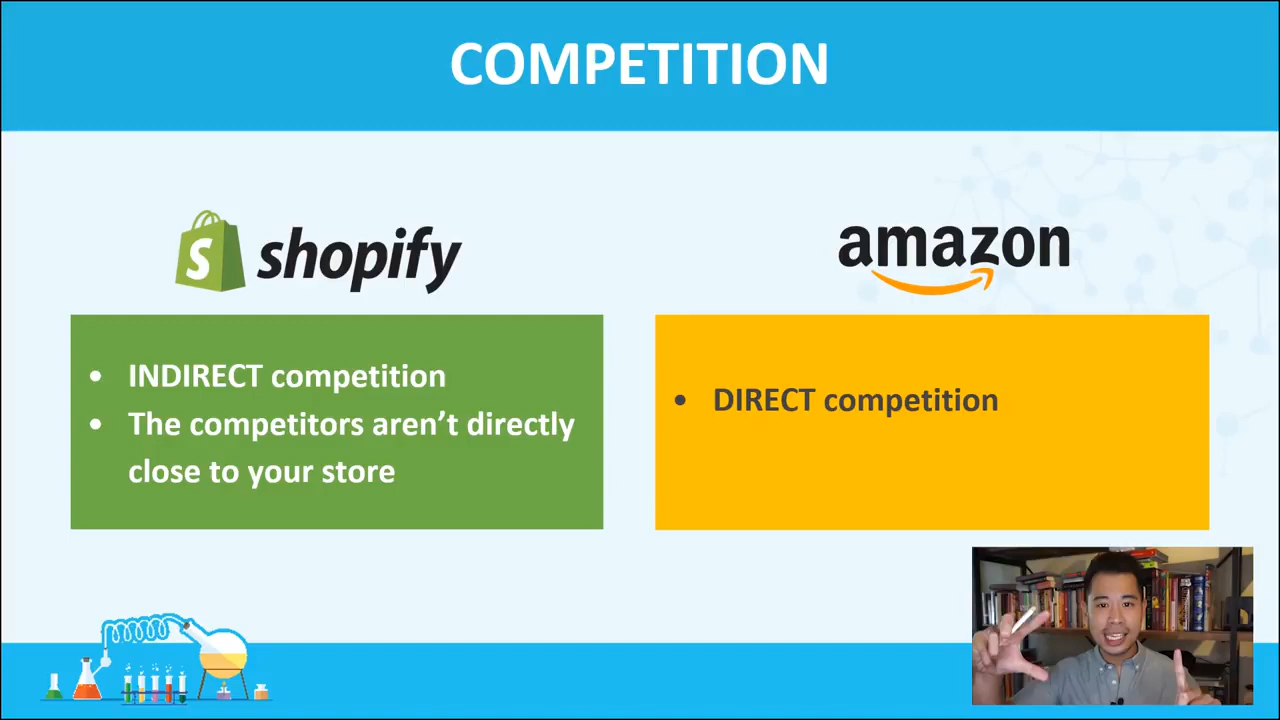 COMPETITION
S shopify
amazon
• INDIRECT competition
• The competitors aren’t directly
close to your store
• DIRECT competition